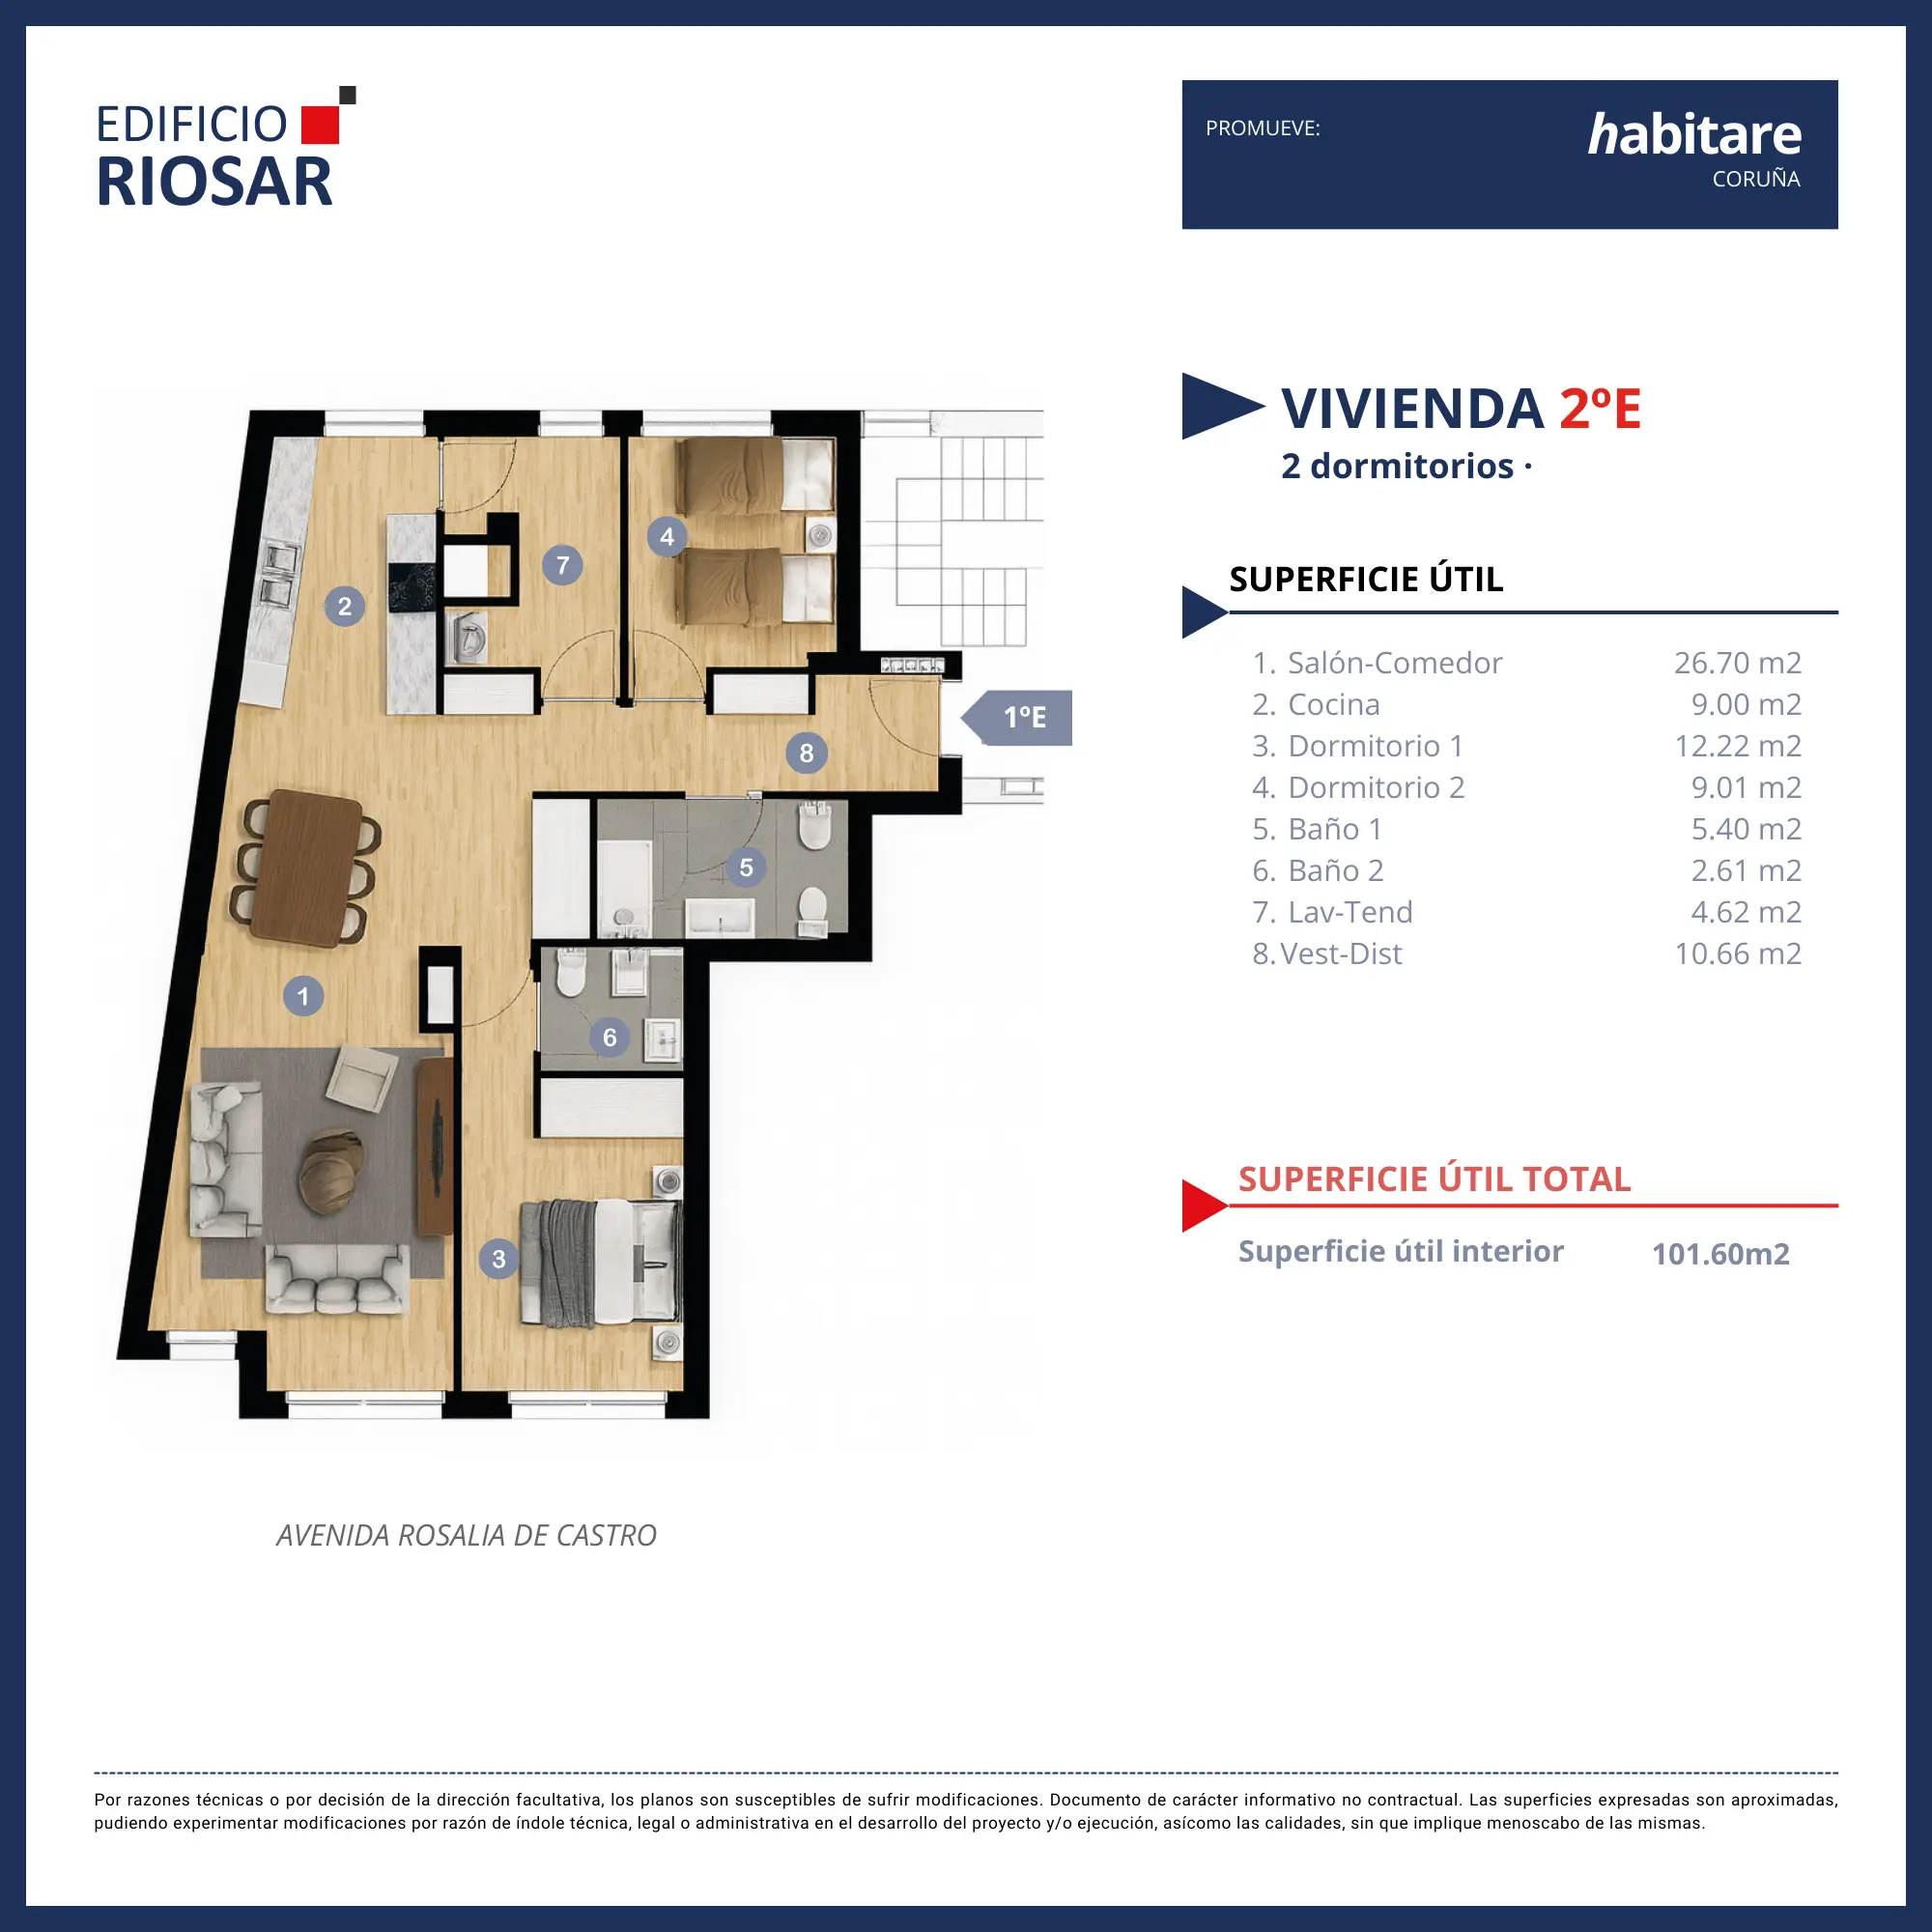 EDIFICIO
RIOSAR
PROMUEVE:
habitare
CORUÑA
VIVIENDA 2ºE
2 dormitorios ·
SUPERFICIE ÚTIL
1. Salón-Comedor 26.70 m2
2. Cocina 9.00 m2
3. Dormitorio 1 12.22 m2
4. Dormitorio 2 9.01 m2
5. Baño 1 5.40 m2
6. Baño 2 2.61 m2
7. Lav-Tend 4.62 m2
8. Vest-Dist 10.66 m2
SUPERFICIE ÚTIL TOTAL
Superficie útil interior 101.60m2
4
7
2
1ºE
8
5
1
6
3
AVENIDA ROSALIA DE CASTRO
Por razones técnicas o por decisión de la dirección facultativa, los planos son susceptibles de sufrir modificaciones. Documento de carácter informativo no contractual. Las superficies expresadas son aproximadas,
pudiendo experimentar modificaciones por razón de índole técnica, legal o administrativa en el desarrollo del proyecto y/o ejecución, asícomo las calidades, sin que implique menoscabo de las mismas.